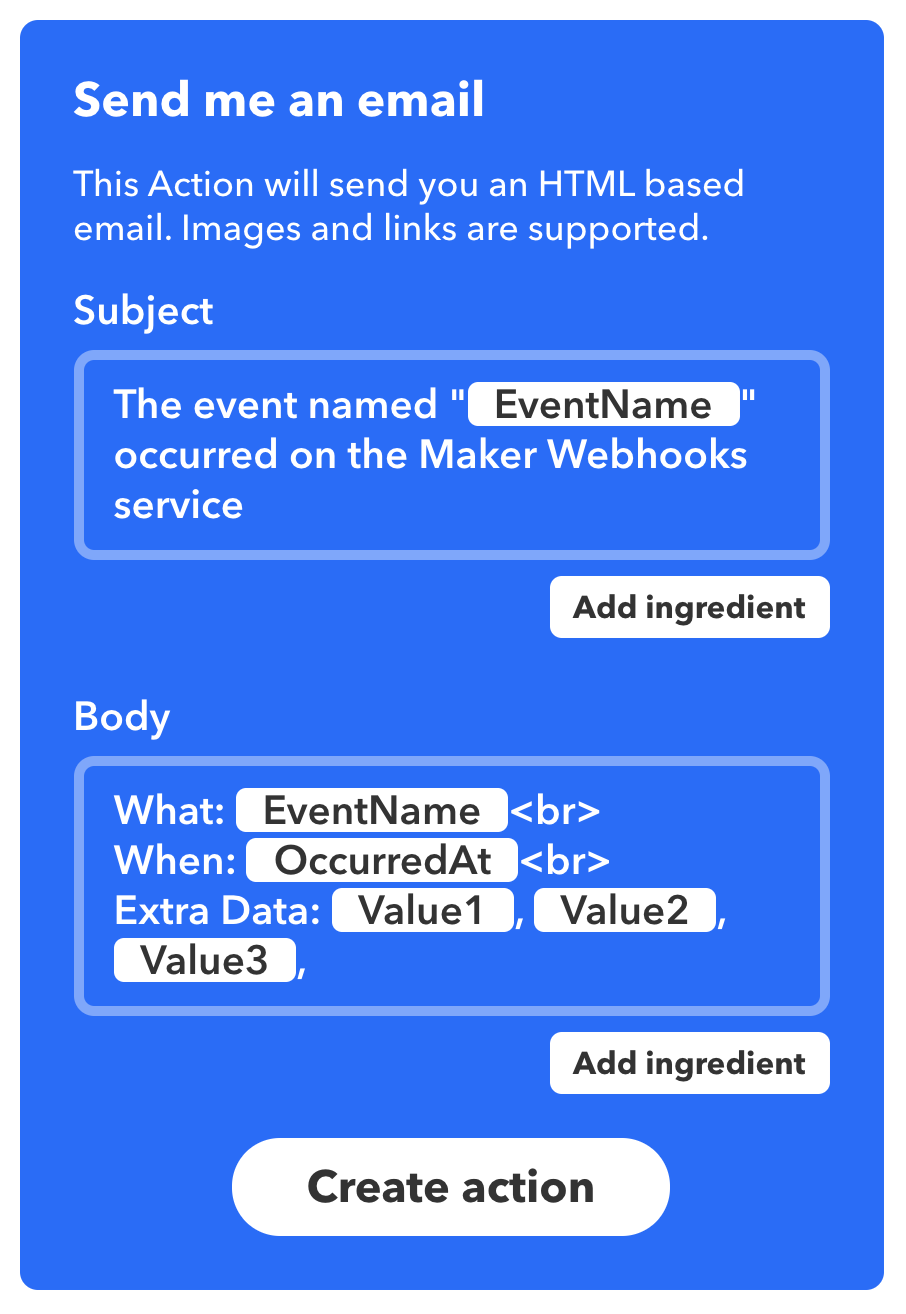 Send me an email
This Action will send you an HTML based
email. Images and links are supported.
Subject
The event named "EventName"
occurred on the Maker Webhooks
service
Add ingredient
Body
What: EventName<br>
When: OccurredAt<br>
Extra Data: Value1, Value2,
Value3,
Add ingredient
Create action